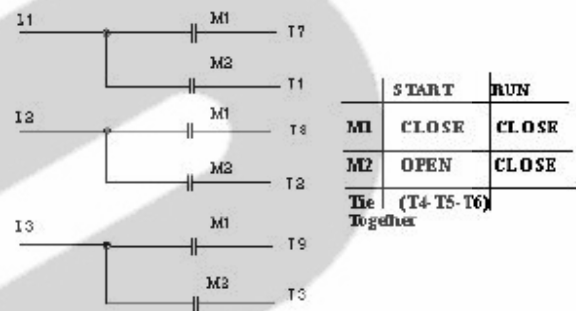 I1
M1
T7
M2
T1
I2
M1
T8
M2
T2
I3
M1
T9
M2
T3
START RUN
M1 CLOSE CLOSE
M2 OPEN CLOSE
Tie (T4-T5-T6)
Together